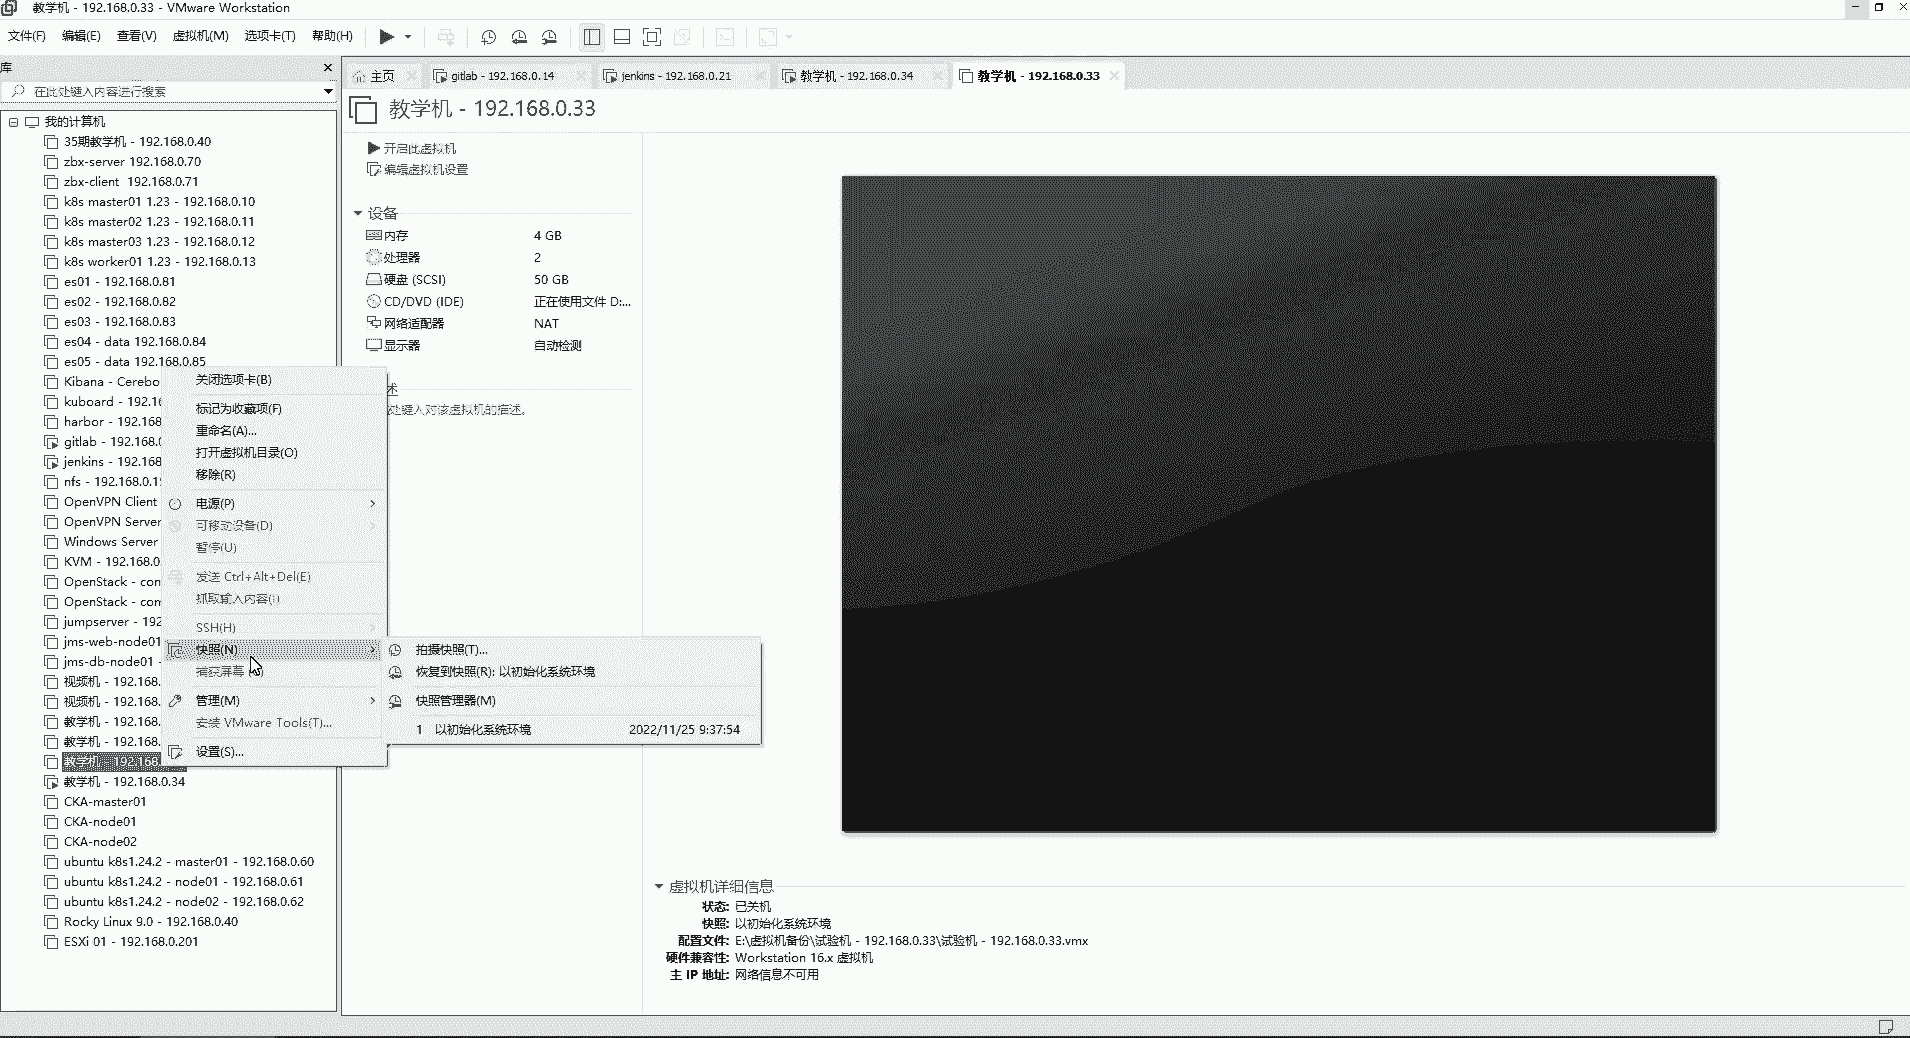 教学机 - 192.168.0.33 - VMware Workstation
文件(F) 编辑(E) 查看(V) 虚拟机(M) 选项卡(T) 帮助(H)
库
在此处键入内容进行搜索
我的计算机
35期教学机 - 192.168.0.40
zbx-server 192.168.0.70
zbx-client 192.168.0.71
k8s master01 1.23 - 192.168.0.10
k8s master02 1.23 - 192.168.0.11
k8s master03 1.23 - 192.168.0.12
k8s worker01 1.23 - 192.168.0.13
es01 - 192.168.0.81
es02 - 192.168.0.82
es03 - 192.168.0.83
es04 - data 192.168.0.84
es05 - data 192.168.0.85
Kibana - Cerebo
kuboard - 192.16
harbor - 192.168
gitlab - 192.168.0
jenkins - 192.168
nfs - 192.168.0.1
OpenVPN Client
OpenVPN Server
Windows Server
KVM - 192.168.0
OpenStack - con
OpenStack - com
jumpserver - 192
jms-web-node01
jms-db-node01 -
视频机 - 192.168.
视频机 - 192.168.
教学机 - 192.168.
教学机 - 192.168.
教学机 - 192.168.
教学机 - 192.168.0.34
CKA-master01
CKA-node01
CKA-node02
ubuntu k8s1.24.2 - master01 - 192.168.0.60
ubuntu k8s1.24.2 - node01 - 192.168.0.61
ubuntu k8s1.24.2 - node02 - 192.168.0.62
Rocky Linux 9.0 - 192.168.0.40
ESXi 01 - 192.168.0.201
关闭选项卡(B)
标记为收藏项(F)
重命名(A)...
打开虚拟机目录(O)
移除(R)
电源(P)
可移动设备(D)
暂停(U)
发送 Ctrl+Alt+Del(E)
抓取输入内容(I)
SSH(H)
快照(N)
捕获屏幕
管理(M)
安装 VMware Tools(T)...
设置(S)...
拍摄快照(T)...
恢复到快照(R): 以初始化系统环境
快照管理器(M)
1 以初始化系统环境 2022/11/25 9:37:54
主页 gitlab - 192.168.0.14 jenkins - 192.168.0.21 教学机 - 192.168.0.34 教学机 - 192.168.0.33
教学机 - 192.168.0.33
开启此虚拟机
编辑虚拟机设置
设备
内存 4 GB
处理器 2
硬盘 (SCSI) 50 GB
CD/DVD (IDE) 正在使用文件 D:...
网络适配器 NAT
显示器 自动检测
述
处键入对该虚拟机的描述。
虚拟机详细信息
状态: 已关机
快照: 以初始化系统环境
配置文件: E:\虚拟机备份\试验机 - 192.168.0.33\试验机 - 192.168.0.33.vmx
硬件兼容性: Workstation 16.x 虚拟机
主 IP 地址: 网络信息不可用